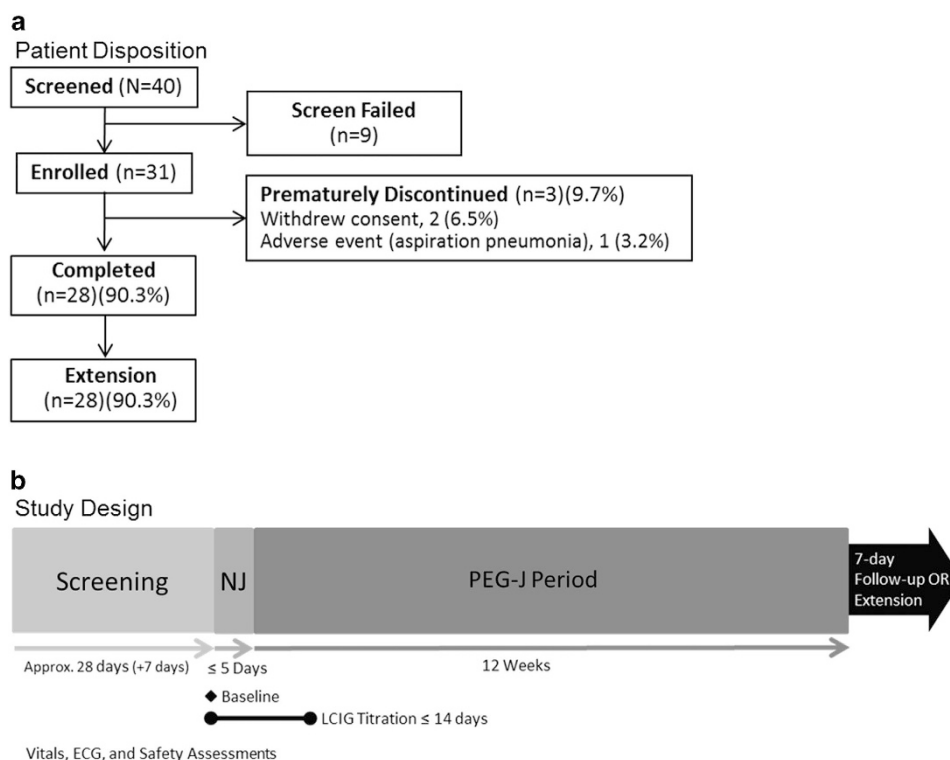 a
Patient Disposition
Screened (N=40)
Screen Failed
(n=9)
Enrolled (n=31)
Prematurely Discontinued (n=3)(9.7%)
Withdrew consent, 2 (6.5%)
Adverse event (aspiration pneumonia), 1 (3.2%)
Completed
(n=28)(90.3%)
Extension
(n=28)(90.3%)
b
Study Design
Screening
NJ
PEG-J Period
7-day
Follow-up OR
Extension
Approx. 28 days (+7 days)
≤ 5 Days
12 Weeks
Baseline
LCIG Titration ≤ 14 days
Vitals, ECG, and Safety Assessments